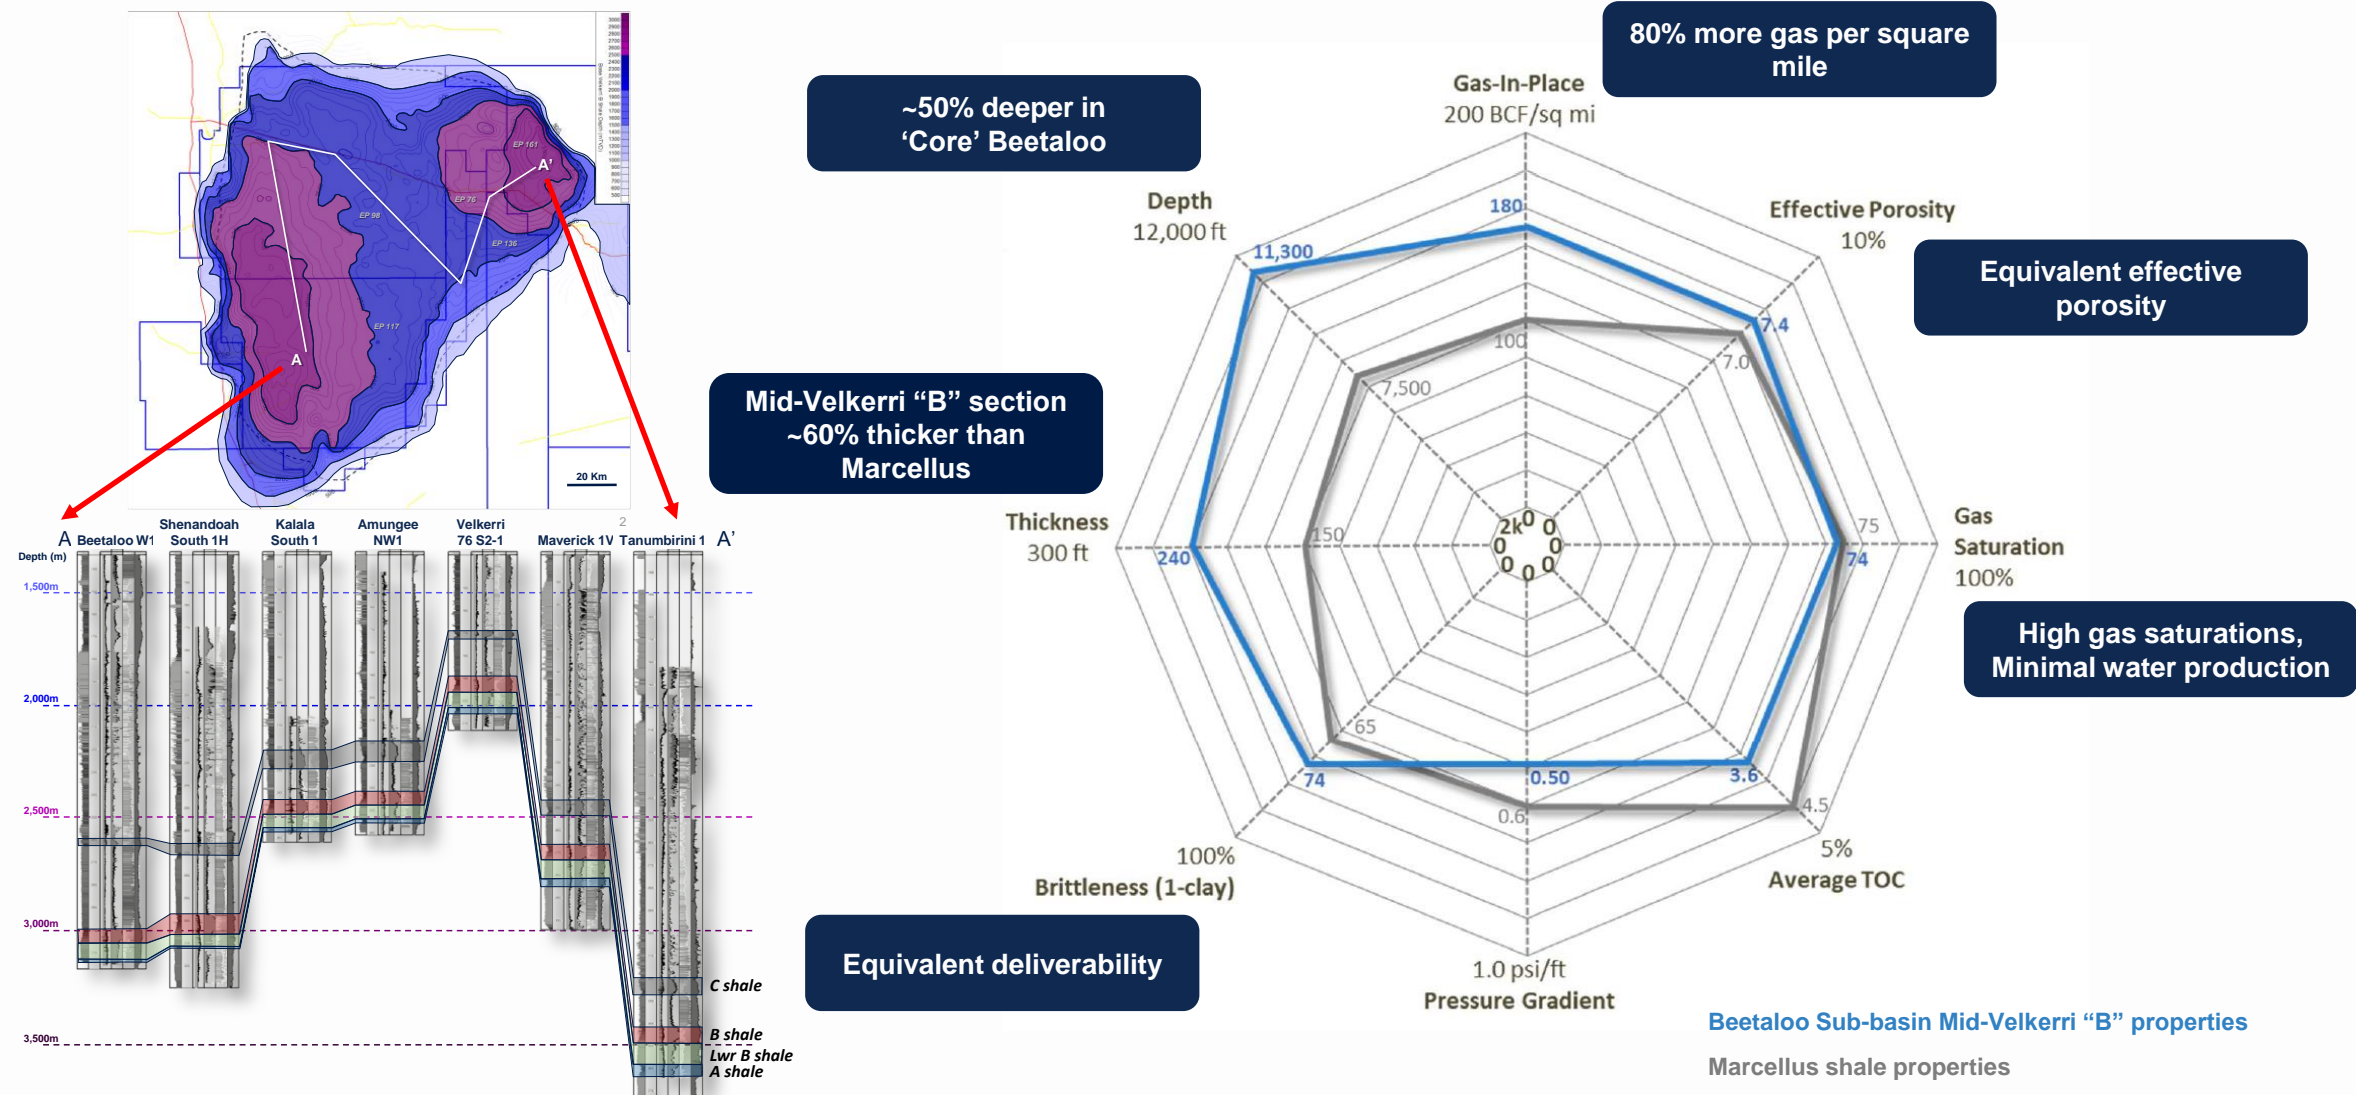 80% more gas per square
mile
~50% deeper in
‘Core’ Beetaloo
Gas-In-Place
200 BCF/sq mi
EP 161
A’
EP 76
EP 98
EP 136
EP 117
A
20 Km
2
3000
Depth
12,000 ft
Effective Porosity
10%
180
11,300
Equivalent effective
porosity
7.4
100
7.0
7,500
Mid-Velkerri “B” section
~60% thicker than
Marcellus
Thickness
300 ft
240
150
2k
0
0
0
0
0
0
0
0
75
74
Gas
Saturation
100%
High gas saturations,
Minimal water production
65
74
0.50
0.6
3.6
4.5
100%
Brittleness (1-clay)
5%
Average TOC
1.0 psi/ft
Pressure Gradient
Equivalent deliverability
Beetaloo Sub-basin Mid-Velkerri “B” properties
Marcellus shale properties
A
Beetaloo W1
Shenandoah
South 1H
Kalala
South 1
Amungee
NW1
Velkerri
76 S2-1
Maverick 1V
Tanumbirini 1
A’
Depth (m)
1,500m
2,000m
2,500m
3,000m
3,500m
C shale
B shale
Lwr B shale
A shale